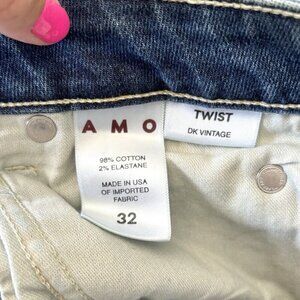 AMO
98% COTTON
2% ELASTANE
MADE IN USA
OF IMPORTED
FABRIC
32
TWIST
DK VINTAGE